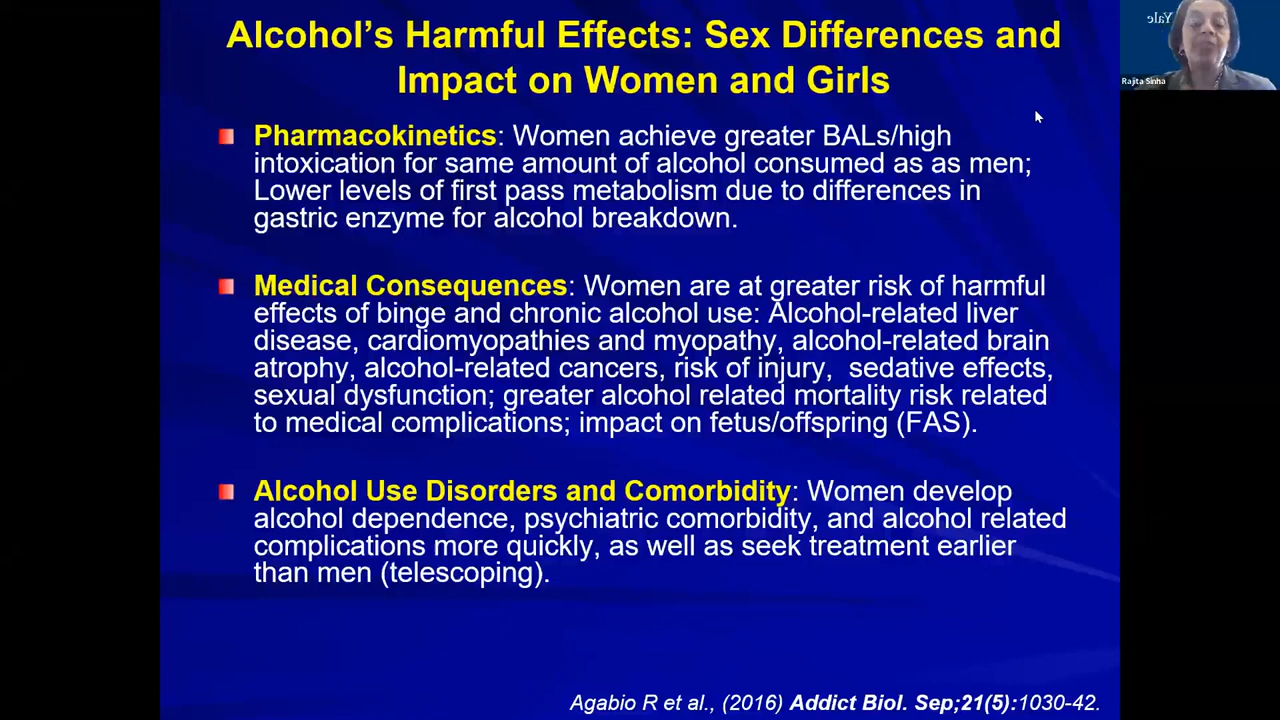 Alcohol’s Harmful Effects: Sex Differences and
Impact on Women and Girls
Yale
Rajita Sinha
Pharmacokinetics: Women achieve greater BALs/high
intoxication for same amount of alcohol consumed as as men;
Lower levels of first pass metabolism due to differences in
gastric enzyme for alcohol breakdown.
Medical Consequences: Women are at greater risk of harmful
effects of binge and chronic alcohol use: Alcohol-related liver
disease, cardiomyopathies and myopathy, alcohol-related brain
atrophy, alcohol-related cancers, risk of injury,  sedative effects,
sexual dysfunction; greater alcohol related mortality risk related
to medical complications; impact on fetus/offspring (FAS).
Alcohol Use Disorders and Comorbidity: Women develop
alcohol dependence, psychiatric comorbidity, and alcohol related
complications more quickly, as well as seek treatment earlier
than men (telescoping).
Agabio R et al., (2016) Addict Biol. Sep;21(5):1030-42.